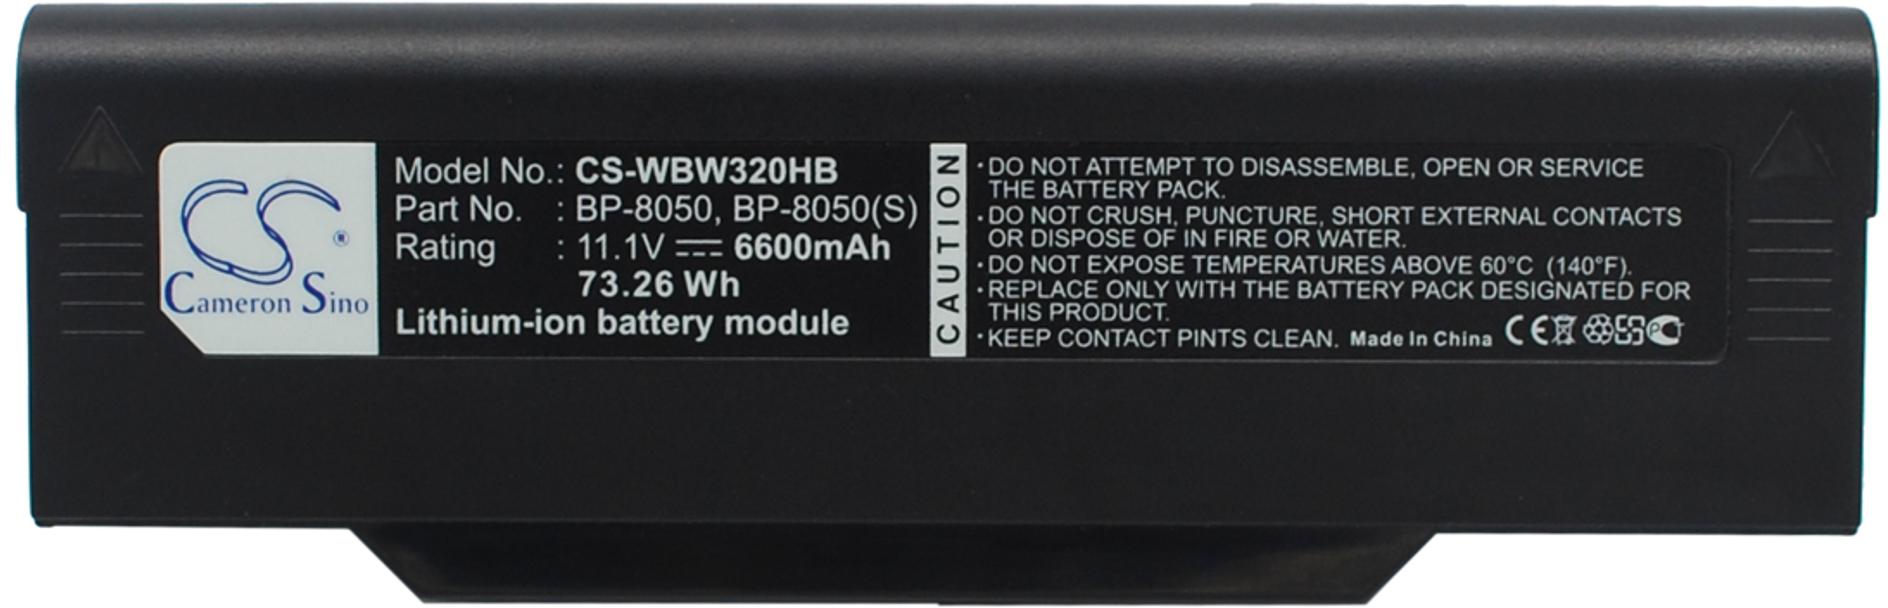 CS
®
Cameron Sino
Model No.: CS-WBW320HB
Part No. : BP-8050, BP-8050(S)
Rating : 11.1V 6600mAh
73.26 Wh
Lithium-ion battery module
CAUTION
·DO NOT ATTEMPT TO DISASSEMBLE, OPEN OR SERVICE
THE BATTERY PACK.
·DO NOT CRUSH, PUNCTURE, SHORT EXTERNAL CONTACTS
OR DISPOSE OF IN FIRE OR WATER.
·DO NOT EXPOSE TEMPERATURES ABOVE 60°C (140°F).
·REPLACE ONLY WITH THE BATTERY PACK DESIGNATED FOR
THIS PRODUCT.
·KEEP CONTACT PINTS CLEAN. Made In China CE